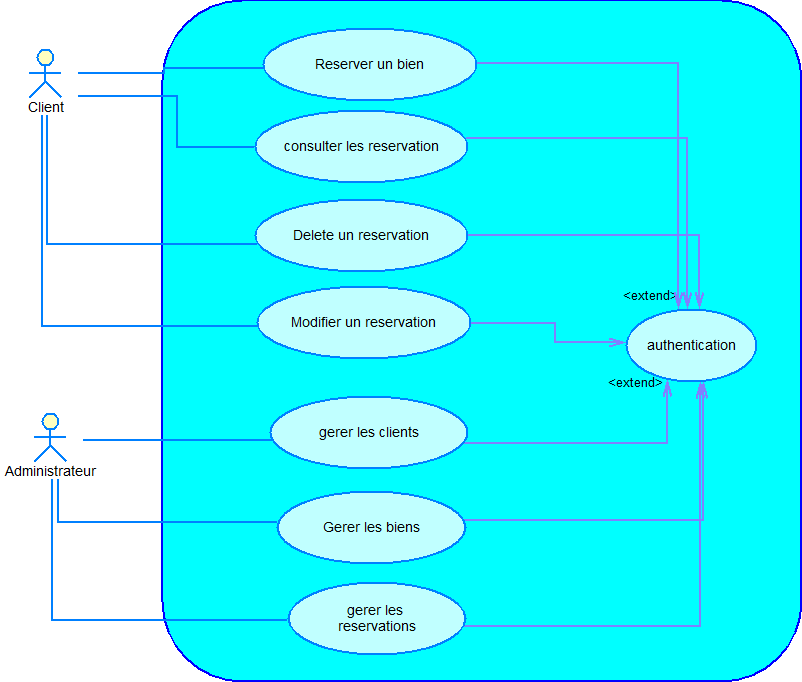 Reserver un bien
Client
consulter les reservation
Delete un reservation
<extend>
Modifier un reservation
authentication
<extend>
gerer les clients
Administrateur
Gerer les biens
gerer les
reservations